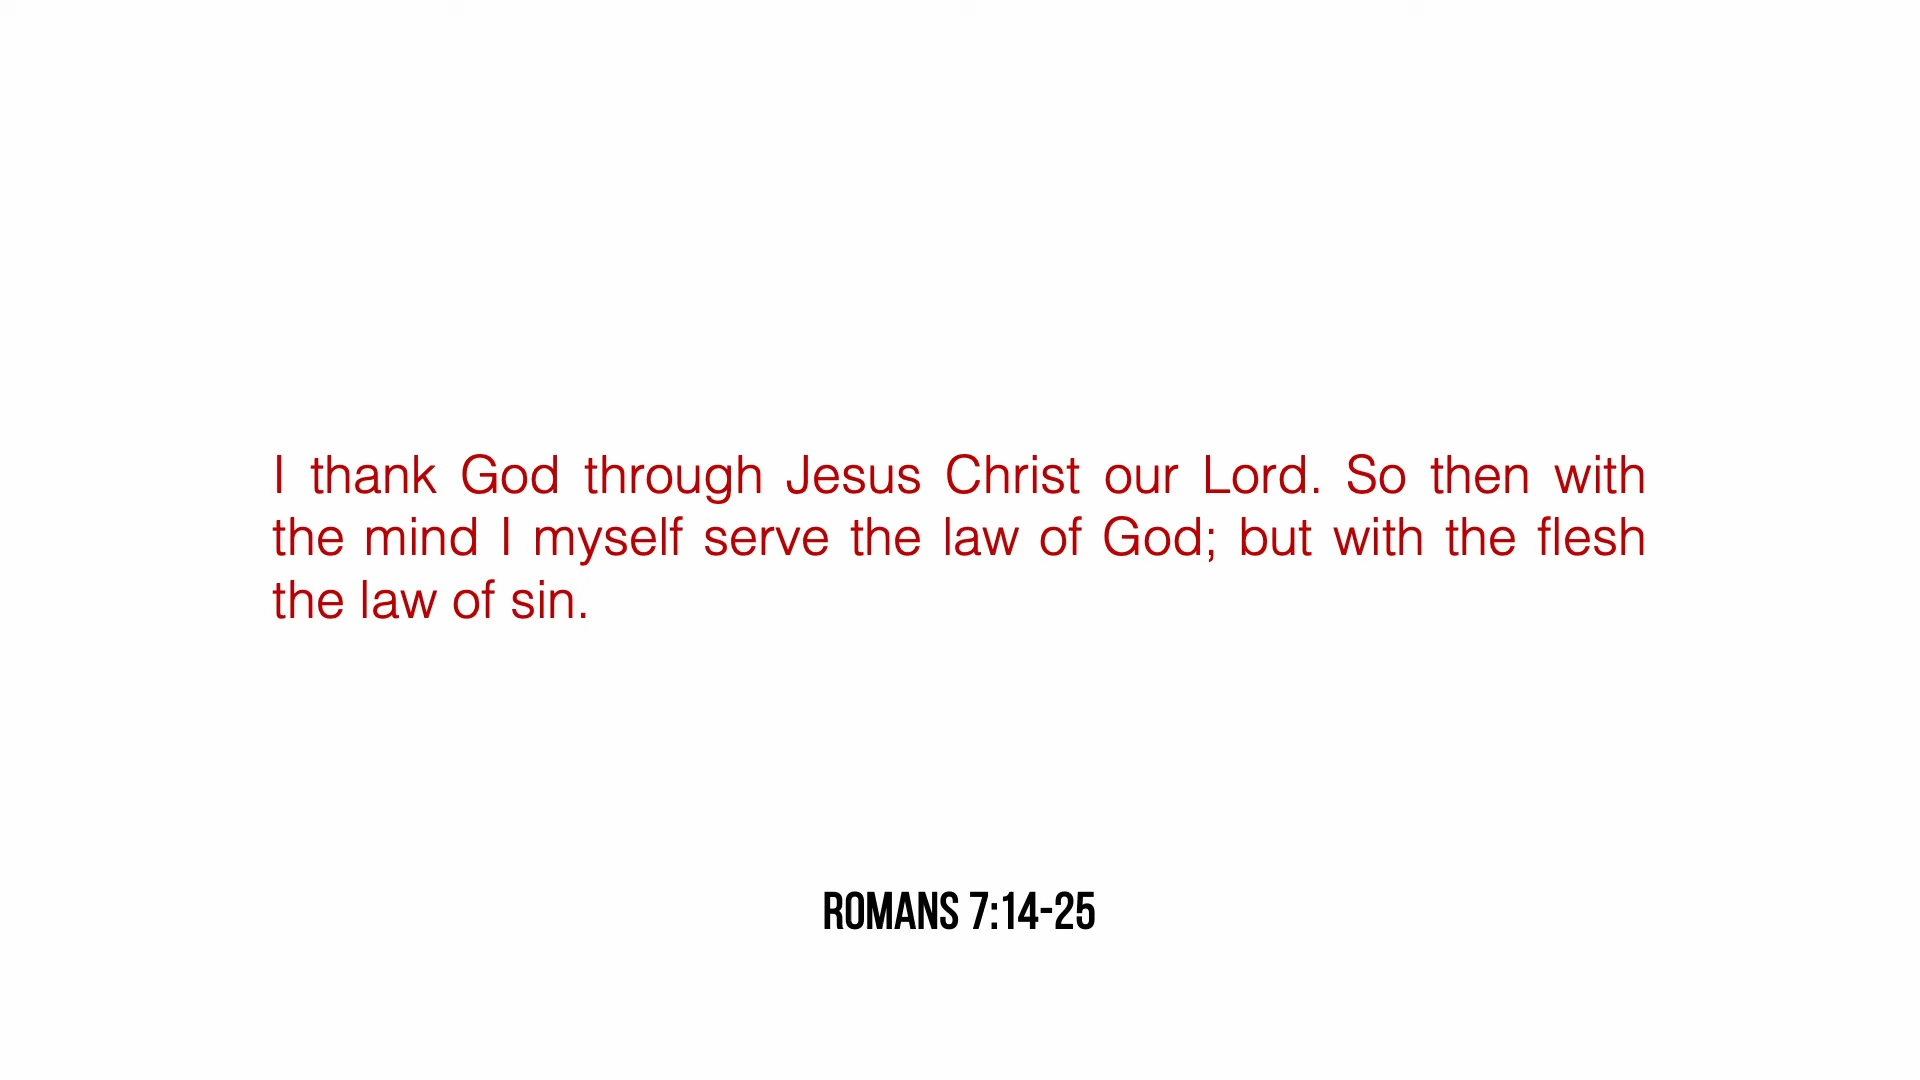 I thank God through Jesus Christ our Lord. So then with
the mind I myself serve the law of God; but with the flesh
the law of sin.
ROMANS 7:14-25